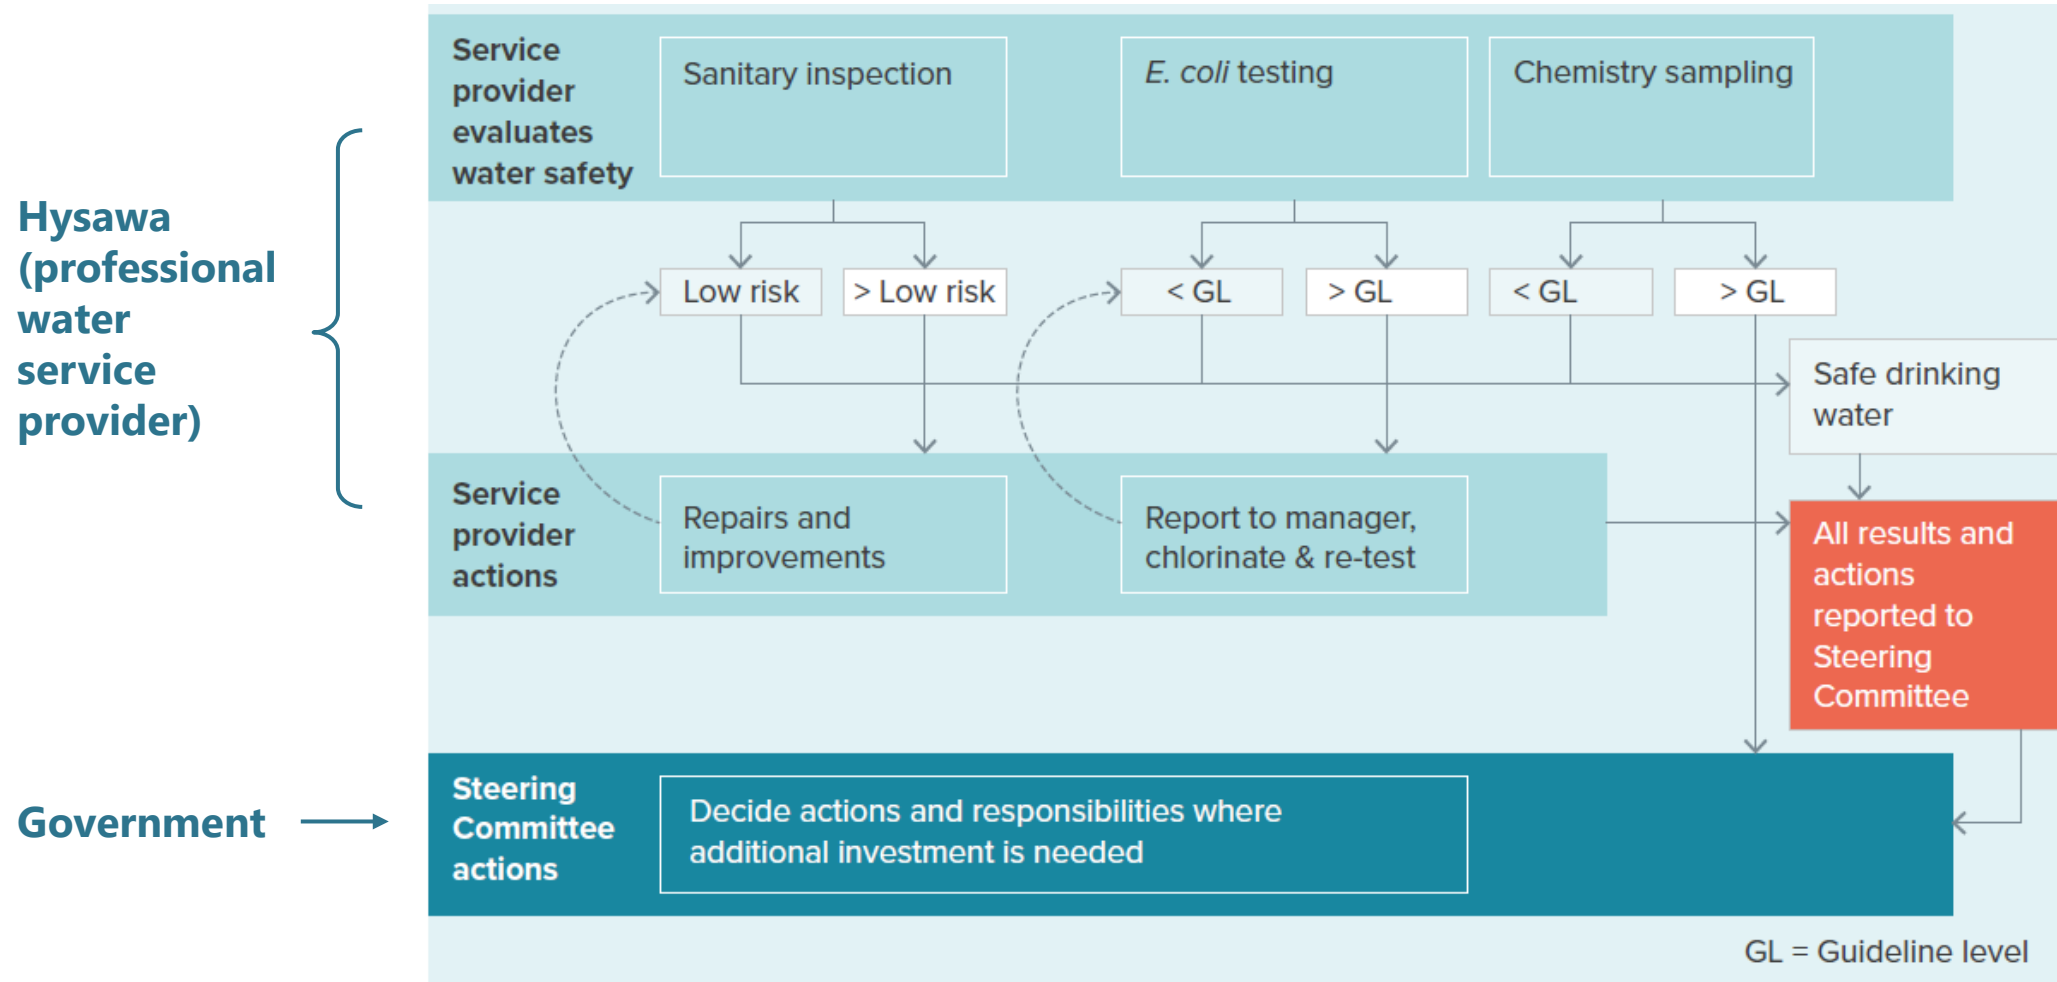 Hysawa
(professional
water
service
provider)
Government
Service
provider
evaluates
water safety
Sanitary inspection
E. coli testing
Chemistry sampling
Low risk
> Low risk
< GL
> GL
< GL
> GL
Safe drinking
water
Service
provider
actions
Repairs and
improvements
Report to manager,
chlorinate & re-test
All results and
actions
reported to
Steering
Committee
Steering
Committee
actions
Decide actions and responsibilities where
additional investment is needed
GL = Guideline level